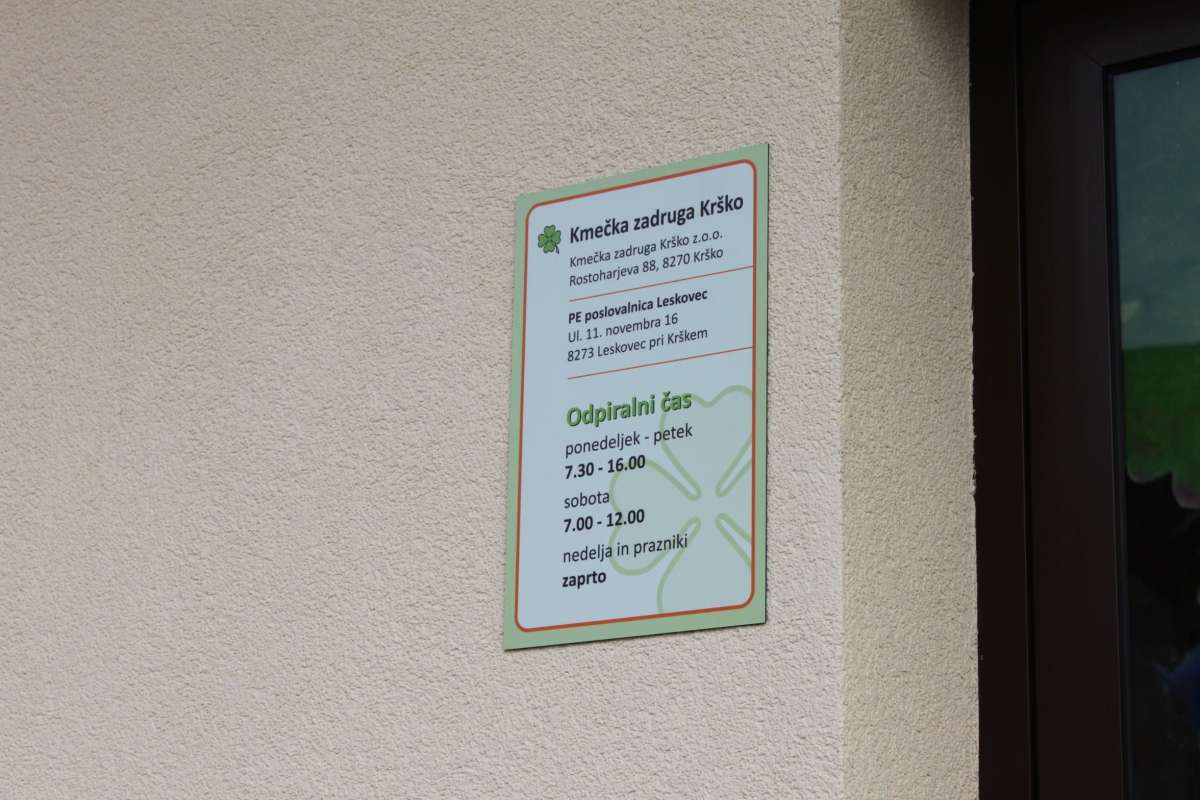 Kmečka zadruga Krško
Kmečka zadruga Krško z.o.o.
Rostoharjeva 88, 8270 Krško
PE poslovalnica Leskovec
Ul. 11. novembra 16
8273 Leskovec pri Krškem
Odpiralni čas
ponedeljek - petek
7.30 - 16.00
sobota
7.00 - 12.00
nedelja in prazniki
zaprto